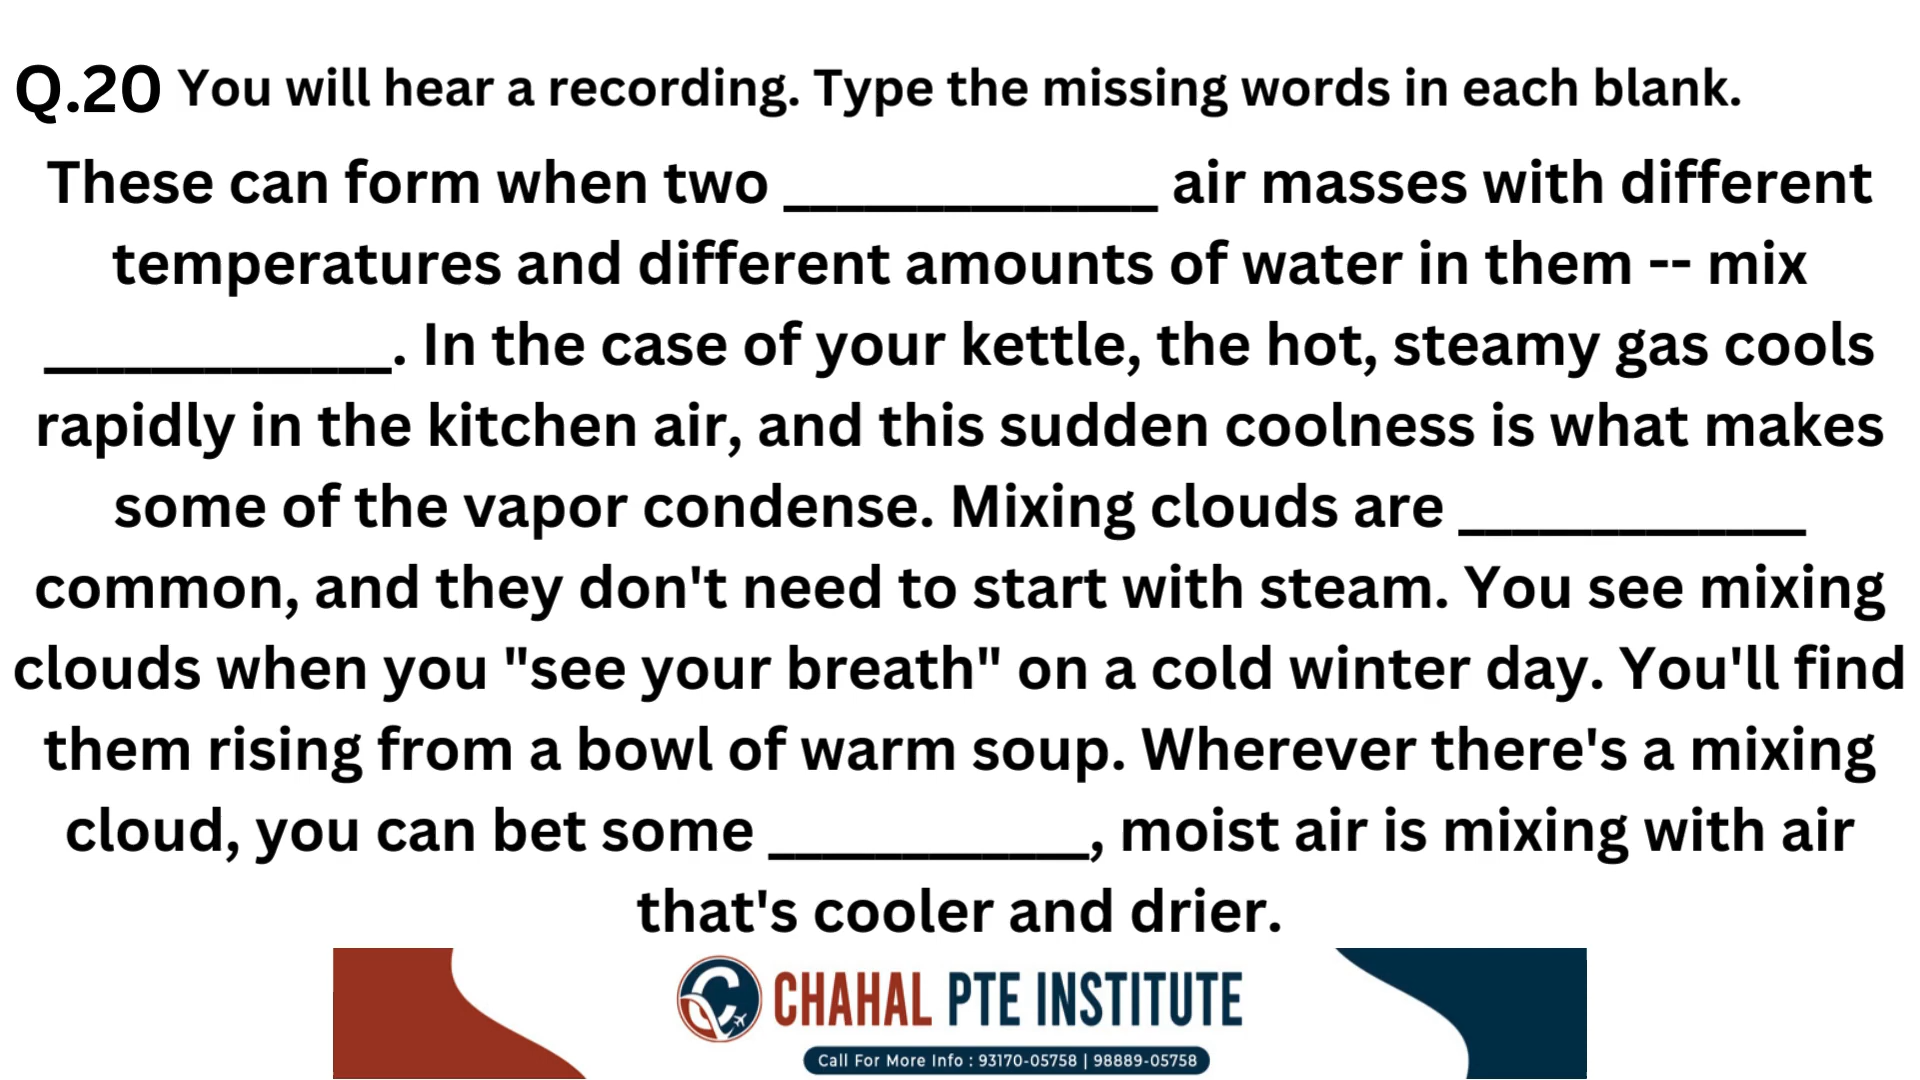 Q.20 You will hear a recording. Type the missing words in each blank.
These can form when two ______________ air masses with different
temperatures and different amounts of water in them -- mix
_____________. In the case of your kettle, the hot, steamy gas cools
rapidly in the kitchen air, and this sudden coolness is what makes
some of the vapor condense. Mixing clouds are _____________
common, and they don't need to start with steam. You see mixing
clouds when you "see your breath" on a cold winter day. You'll find
them rising from a bowl of warm soup. Wherever there's a mixing
cloud, you can bet some ____________, moist air is mixing with air
that's cooler and drier.
CHAHAL PTE INSTITUTE
Call For More Info : 93170-05758 | 98889-05758